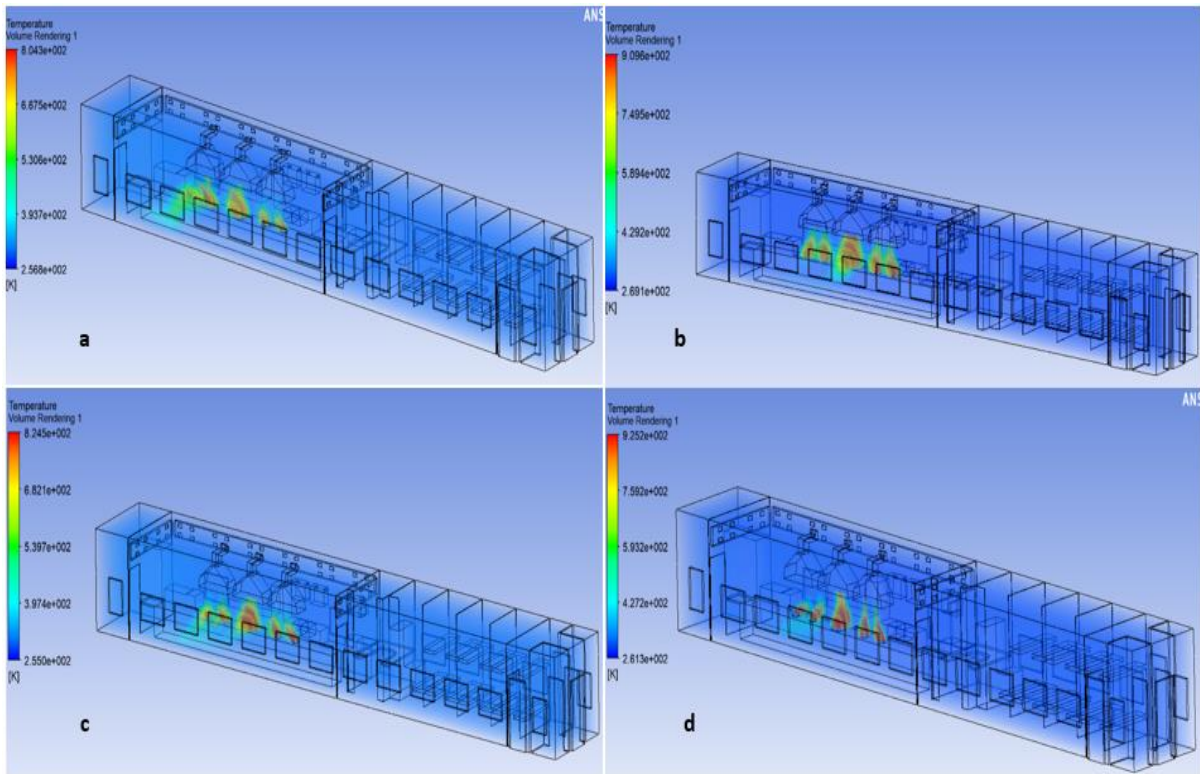 ANS
Temperature
Volume Rendering 1
8.043e+002
6.675e+002
5.306e+002
3.937e+002
2.568e+002
[K]
a
Temperature
Volume Rendering 1
9.096e+002
7.495e+002
5.894e+002
4.292e+002
2.691e+002
[K]
b
Temperature
Volume Rendering 1
8.245e+002
6.821e+002
5.397e+002
3.974e+002
2.550e+002
[K]
c
ANS
Temperature
Volume Rendering 1
9.252e+002
7.592e+002
5.932e+002
4.272e+002
2.613e+002
[K]
d